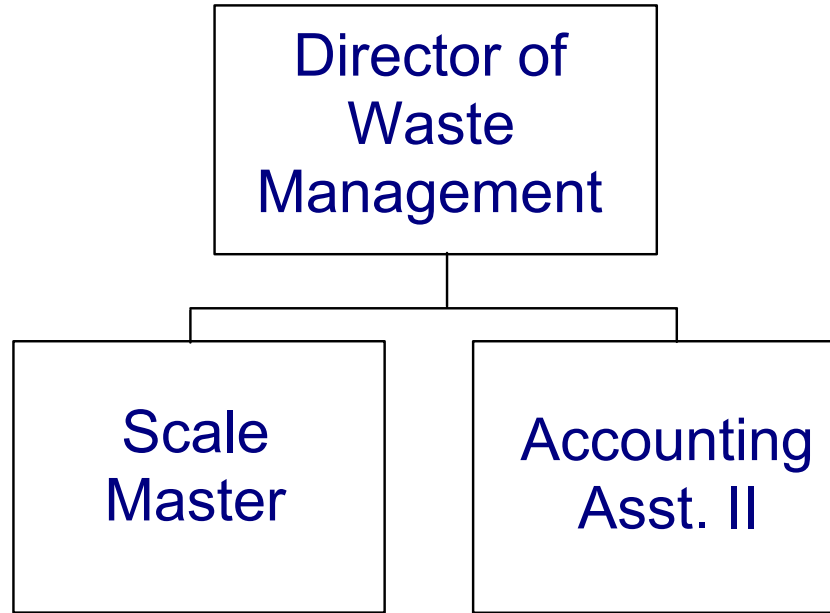 Director of
Waste
Management
Scale
Master
Accounting
Asst. II